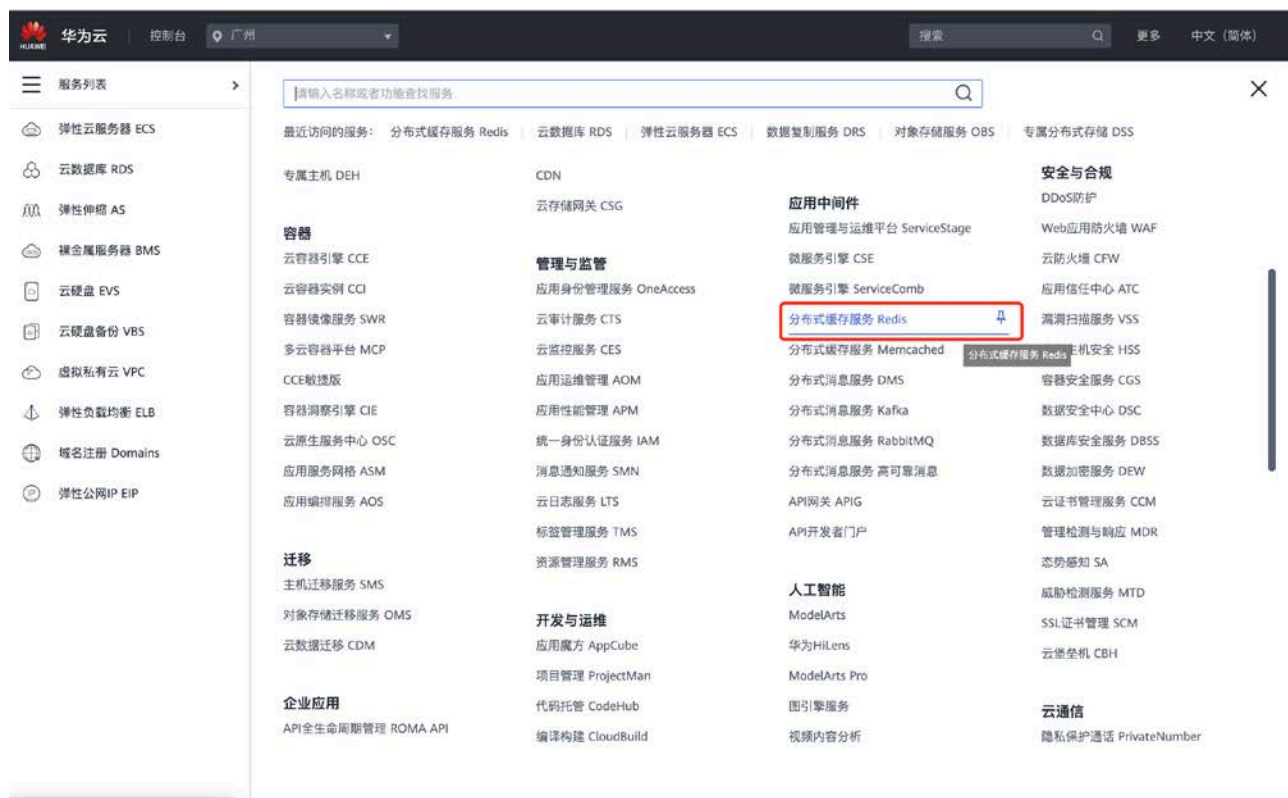 HUAWEI
华为云
控制台
广州
搜索
更多
中文（简体）
服务列表
弹性云服务器 ECS
云数据库 RDS
弹性伸缩 AS
裸金属服务器 BMS
云硬盘 EVS
云硬盘备份 VBS
虚拟私有云 VPC
弹性负载均衡 ELB
域名注册 Domains
弹性公网IP EIP
请输入名称或者功能查找服务
最近访问的服务： 分布式缓存服务 Redis 云数据库 RDS 弹性云服务器 ECS 数据复制服务 DRS 对象存储服务 OBS 专属分布式存储 DSS
专属主机 DEH
容器
云容器引擎 CCE
云容器实例 CCI
容器镜像服务 SWR
多云容器平台 MCP
CCE敏捷版
容器洞察引擎 CIE
云原生服务中心 OSC
应用服务网格 ASM
应用编排服务 AOS
迁移
主机迁移服务 SMS
对象存储迁移服务 OMS
云数据迁移 CDM
企业应用
API全生命周期管理 ROMA API
CDN
云存储网关 CSG
管理与监管
应用身份管理服务 OneAccess
云审计服务 CTS
云监控服务 CES
应用运维管理 AOM
应用性能管理 APM
统一身份认证服务 IAM
消息通知服务 SMN
云日志服务 LTS
标签管理服务 TMS
资源管理服务 RMS
开发与运维
应用魔方 AppCube
项目管理 ProjectMan
代码托管 CodeHub
编译构建 CloudBuild
应用中间件
应用管理与运维平台 ServiceStage
微服务引擎 CSE
微服务引擎 ServiceComb
分布式缓存服务 Redis
分布式缓存服务 Memcached
分布式缓存服务 Redis
分布式消息服务 DMS
分布式消息服务 Kafka
分布式消息服务 RabbitMQ
分布式消息服务 高可靠消息
API网关 APIG
API开发者门户
人工智能
ModelArts
华为HiLens
ModelArts Pro
图引擎服务
视频内容分析
安全与合规
DDoS防护
Web应用防火墙 WAF
云防火墙 CFW
应用信任中心 ATC
漏洞扫描服务 VSS
主机安全 HSS
容器安全服务 CGS
数据安全中心 DSC
数据库安全服务 DBSS
数据加密服务 DEW
云证书管理服务 CCM
管理检测与响应 MDR
态势感知 SA
威胁检测服务 MTD
SSL证书管理 SCM
云堡垒机 CBH
云通信
隐私保护通话 PrivateNumber